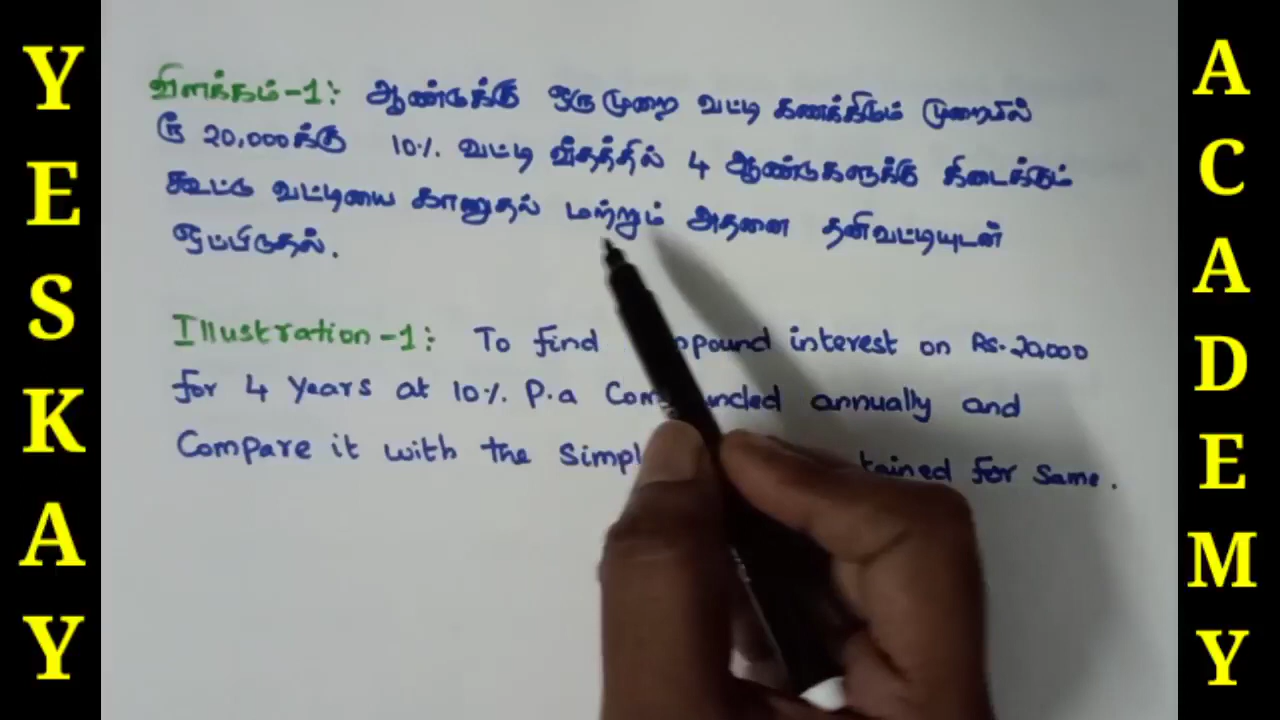 YESKAY
விளக்கம்-1: ஆண்டுக்கு ஒருமுறை வட்டி கணக்கிடும் முறையில்
ரூ 20,000க்கு 10% வட்டி வீதத்தில் 4 ஆண்டுகளுக்கு கிடைக்கும்
கூட்டு வட்டியை காணுதல் மற்றும் அதனை தனிவட்டியுடன்
ஒப்பிடுதல்.
Illustration-1: To find interest on Rs.20,000
for 4 Years at 10% P.a annually and
Compare it with the for Same.
ACADEMY